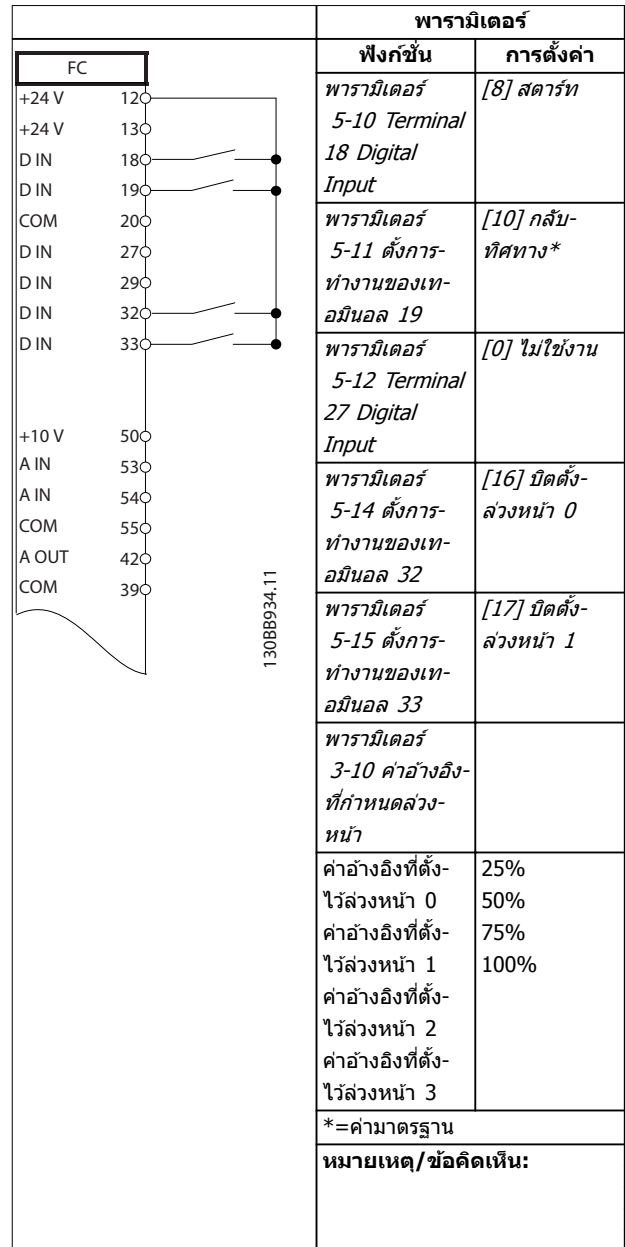 พารามิเตอร์
ฟังก์ชั่น การตั้งค่า
FC
+24 V 12
+24 V 13
D IN 18
D IN 19
COM 20
D IN 27
D IN 29
D IN 32
D IN 33
+10 V 50
A IN 53
A IN 54
COM 55
A OUT 42
COM 39
130BB934.11
พารามิเตอร์ [8] สตาร์ท
5-10 Terminal
18 Digital
Input
พารามิเตอร์ [10] กลับ-
5-11 ตั้งการ- ทิศทาง*
ทำงานของเท-
อมินอล 19
พารามิเตอร์ [0] ไม่ใช้งาน
5-12 Terminal
27 Digital
Input
พารามิเตอร์ [16] บิตตั้ง-
5-14 ตั้งการ- ล่วงหน้า 0
ทำงานของเท-
อมินอล 32
พารามิเตอร์ [17] บิตตั้ง-
5-15 ตั้งการ- ล่วงหน้า 1
ทำงานของเท-
อมินอล 33
พารามิเตอร์
3-10 ค่าอ้างอิง-
ที่กำหนดล่วง-
หน้า
ค่าอ้างอิงที่ตั้ง- 25%
ไว้ล่วงหน้า 0 50%
ค่าอ้างอิงที่ตั้ง- 75%
ไว้ล่วงหน้า 1 100%
ค่าอ้างอิงที่ตั้ง-
ไว้ล่วงหน้า 2
ค่าอ้างอิงที่ตั้ง-
ไว้ล่วงหน้า 3
*=ค่ามาตรฐาน
หมายเหตุ/ข้อคิดเห็น: